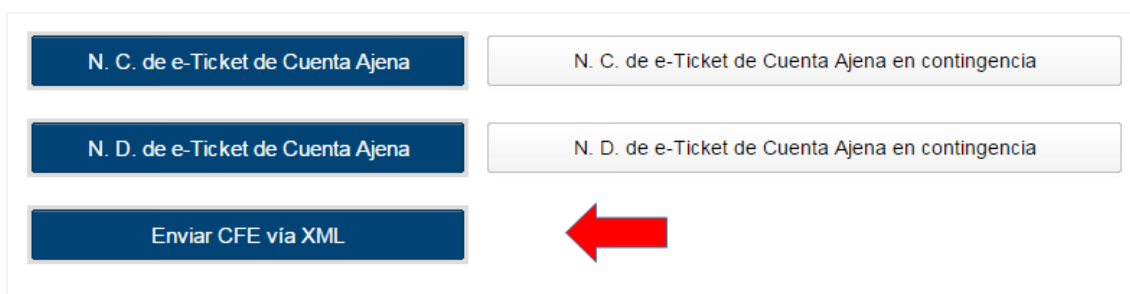 N. C. de e-Ticket de Cuenta Ajena
N. C. de e-Ticket de Cuenta Ajena en contingencia
N. D. de e-Ticket de Cuenta Ajena
N. D. de e-Ticket de Cuenta Ajena en contingencia
Enviar CFE vía XML